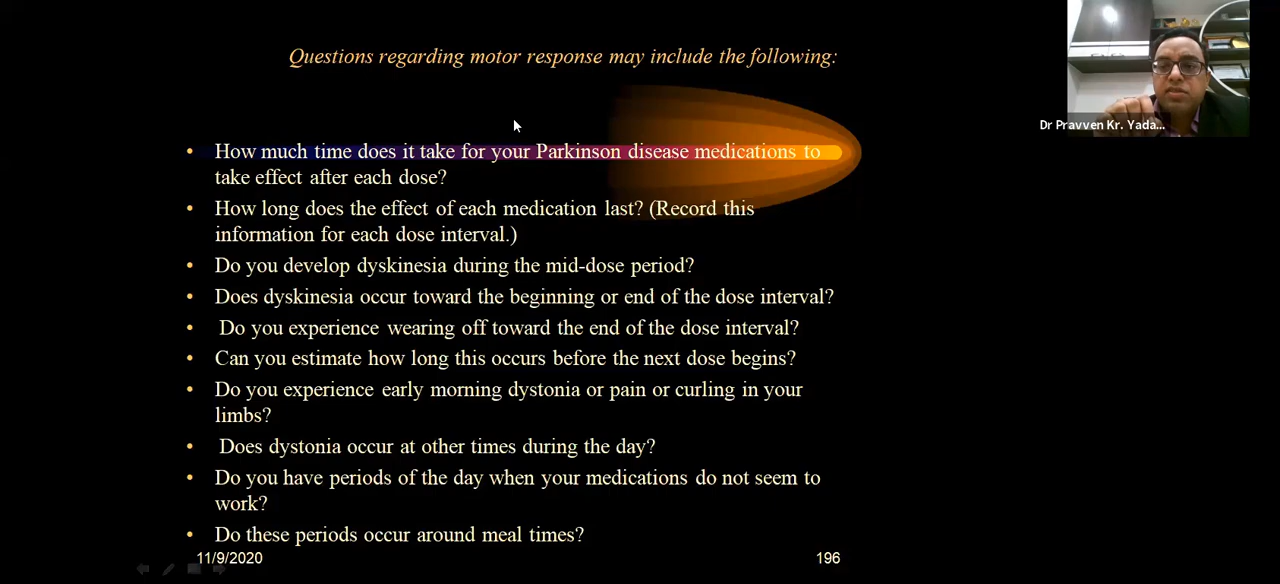 Questions regarding motor response may include the following:
Dr Pravven Kr. Yada...
• How much time does it take for your Parkinson disease medications to
take effect after each dose?
• How long does the effect of each medication last? (Record this
information for each dose interval.)
• Do you develop dyskinesia during the mid-dose period?
• Does dyskinesia occur toward the beginning or end of the dose interval?
• Do you experience wearing off toward the end of the dose interval?
• Can you estimate how long this occurs before the next dose begins?
• Do you experience early morning dystonia or pain or curling in your
limbs?
• Does dystonia occur at other times during the day?
• Do you have periods of the day when your medications do not seem to
work?
• Do these periods occur around meal times?
11/9/2020
196